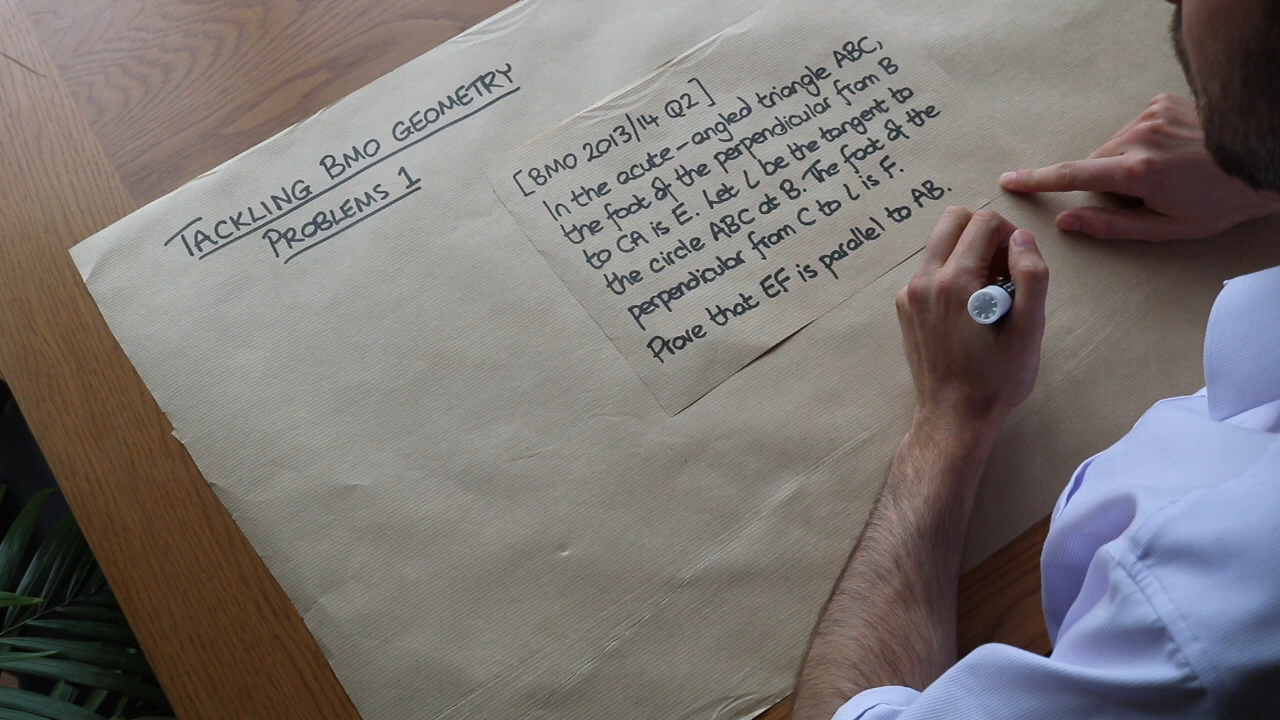 TACKLING BMO GEOMETRY
PROBLEMS 1
[BMO 2013/14 Q2]
In the acute-angled triangle ABC,
the foot of the perpendicular from B
to CA is E. Let L be the tangent to
the circle ABC at B. The foot of the
perpendicular from C to L is F.
Prove that EF is parallel to AB.